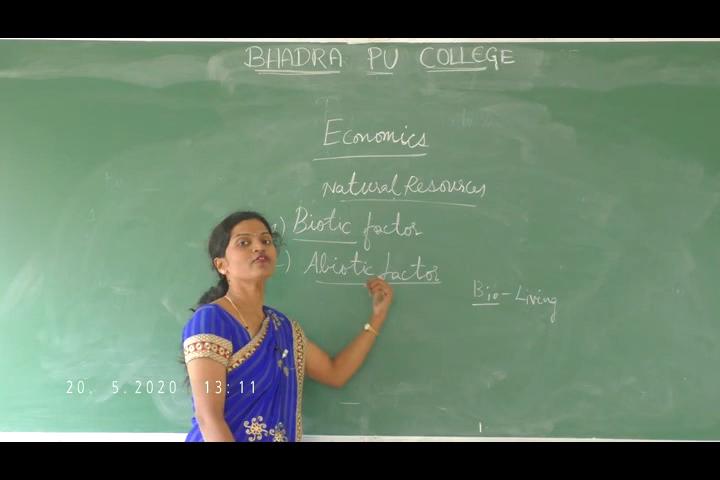 BHADRA PU COLLEGE
Economics
Natural Resources
) Biotic factor
) Abiotic factor
Bio - Living
20. 5.2020 13:11